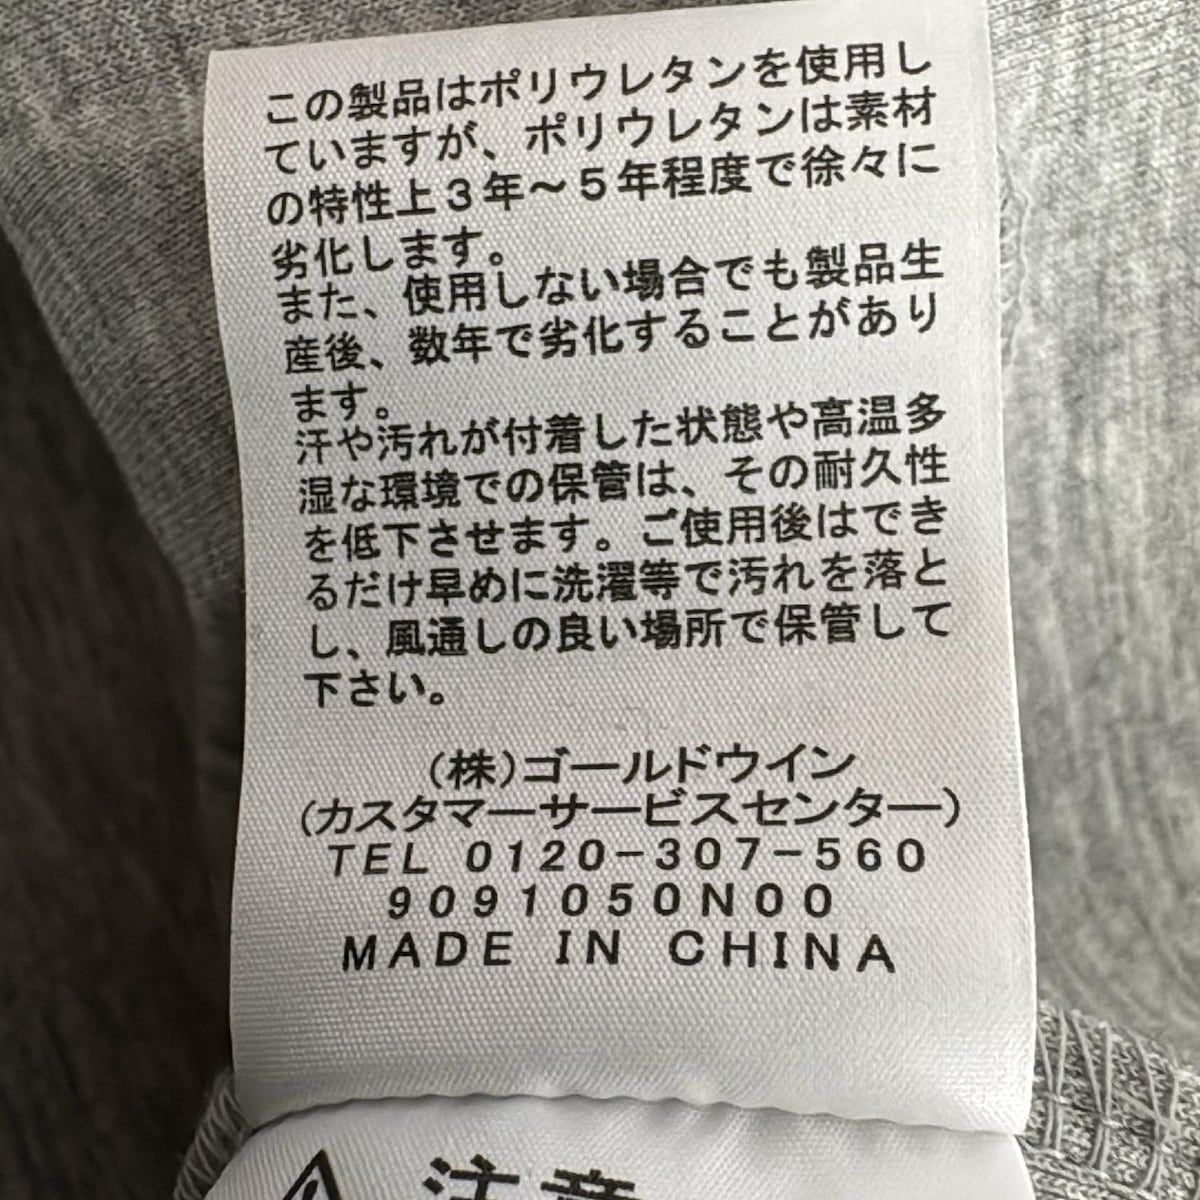 この製品はポリウレタンを使用し
ていますが、ポリウレタンは素材
の特性上3年~5年程度で徐々に
劣化します。
また、使用しない場合でも製品生
産後、数年で劣化することがあり
ます。
汗や汚れが付着した状態や高温多
湿な環境での保管は、その耐久性
を低下させます。ご使用後はでき
るだけ早めに洗濯等で汚れを落と
し、風通しの良い場所で保管して
下さい。
(株)ゴールドウイン
(カスタマーサービスセンター)
TEL 0120-307-560
9091050N00
MADE IN CHINA
注意